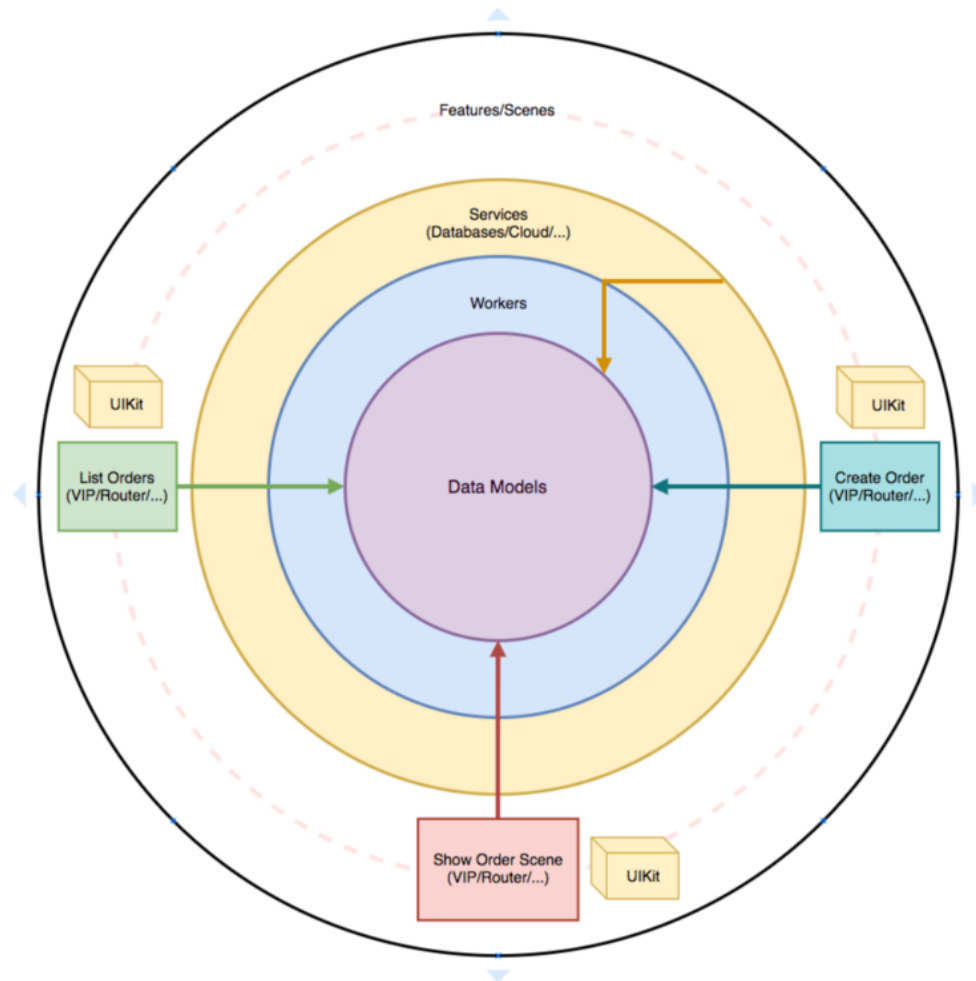 Features/Scenes
Services
(Databases/Cloud/...)
Workers
UIKit
UIKit
List Orders
(VIP/Router/...)
Data Models
Create Order
(VIP/Router/...)
Show Order Scene
(VIP/Router/...)
UIKit